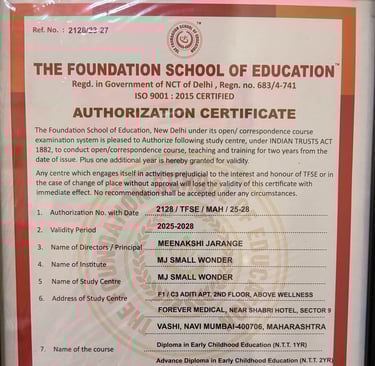 Ref. No. : 2128/23-27
TM
THE FOUNDATION SCHOOL OF EDUCATION™
Regd. in Government of NCT of Delhi , Regn. no. 683/4-741
ISO 9001 : 2015 CERTIFIED
AUTHORIZATION CERTIFICATE
The Foundation School of Education, New Delhi under its open/ correspondence course
examination system is pleased to Authorize following study centre, under INDIAN TRUSTS ACT
1882, to conduct open/correspondence course, teaching and training for two years from the
date of issue. Plus one additional year is hereby granted for validity.
Any centre which engages itself in activities prejudicial to the interest and honour of TFSE or in
the case of change of place without approval will lose the validity of this certificate with
immediate effect. No recommendation shall be accepted under any circumstances.
1. Authorization No. with Date 2128 / TFSE / MAH / 25-28
2. Validity Period 2025-2028
3. Name of Directors / Principal MEENAKSHI JARANGE
4. Name of Institute MJ SMALL WONDER
5 Name of Study Centre MJ SMALL WONDER
6. Address of Study Centre F1 / C3 ADITI APT, 2ND FLOOR, ABOVE WELLNESS
FOREVER MEDICAL, NEAR SHABRI HOTEL, SECTOR 9
VASHI, NAVI MUMBAI-400706, MAHARASHTRA
7. Name of the course Diploma in Early Childhood Education (N.T.T. 1YR)
Advance Diploma in Early Childhood Education (N.T.T. 2YR)